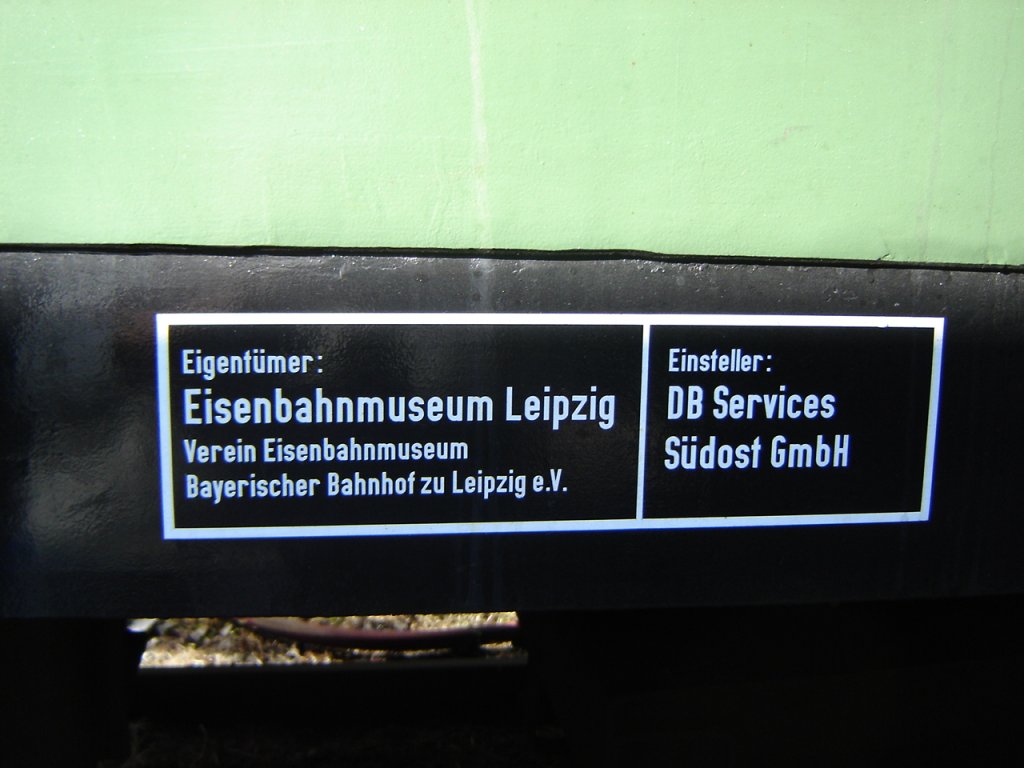 Eigentümer:
Eisenbahnmuseum Leipzig
Verein Eisenbahnmuseum
Bayerischer Bahnhof zu Leipzig e.V.
Einsteller:
DB Services
Südost GmbH